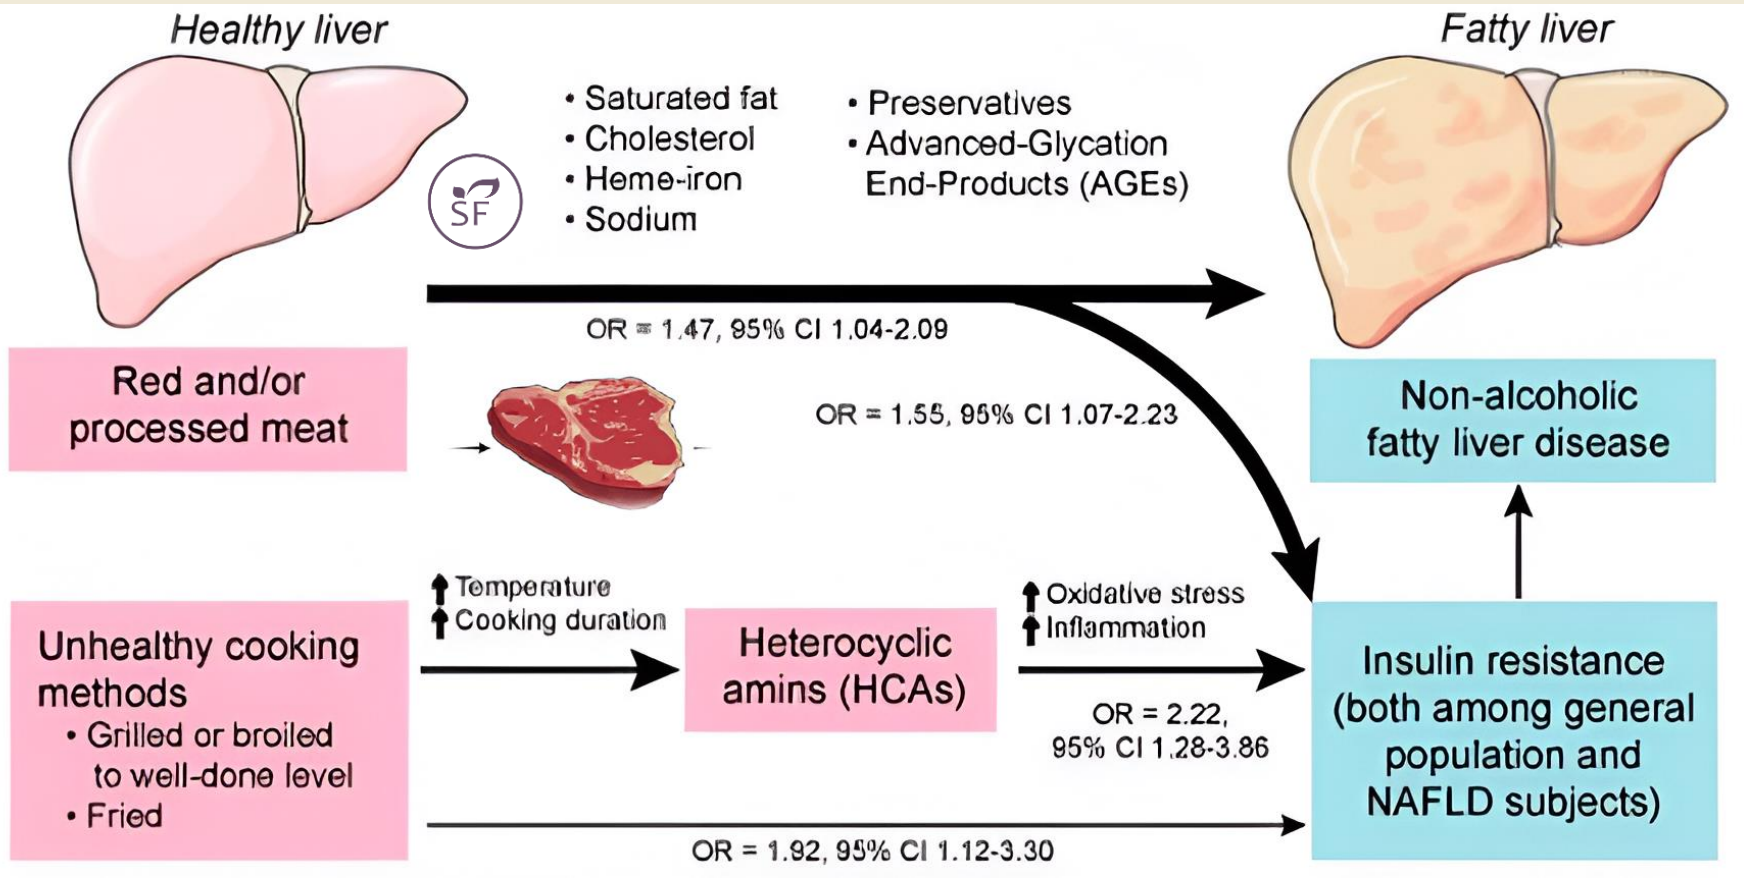 Healthy liver
Fatty liver
• Saturated fat
• Cholesterol
• Heme-iron
• Sodium
• Preservatives
• Advanced-Glycation
End-Products (AGEs)
SF
OR = 1.47, 95% CI 1.04-2.09
Red and/or
processed meat
OR = 1.55, 95% CI 1.07-2.23
Non-alcoholic
fatty liver disease
Unhealthy cooking
methods
• Grilled or broiled
to well-done level
• Fried
Temperature
Cooking duration
Heterocyclic
amins (HCAs)
Oxidative stress
Inflammation
OR = 2.22,
95% CI 1.28-3.86
Insulin resistance
(both among general
population and
NAFLD subjects)
OR = 1.92, 95% CI 1.12-3.30